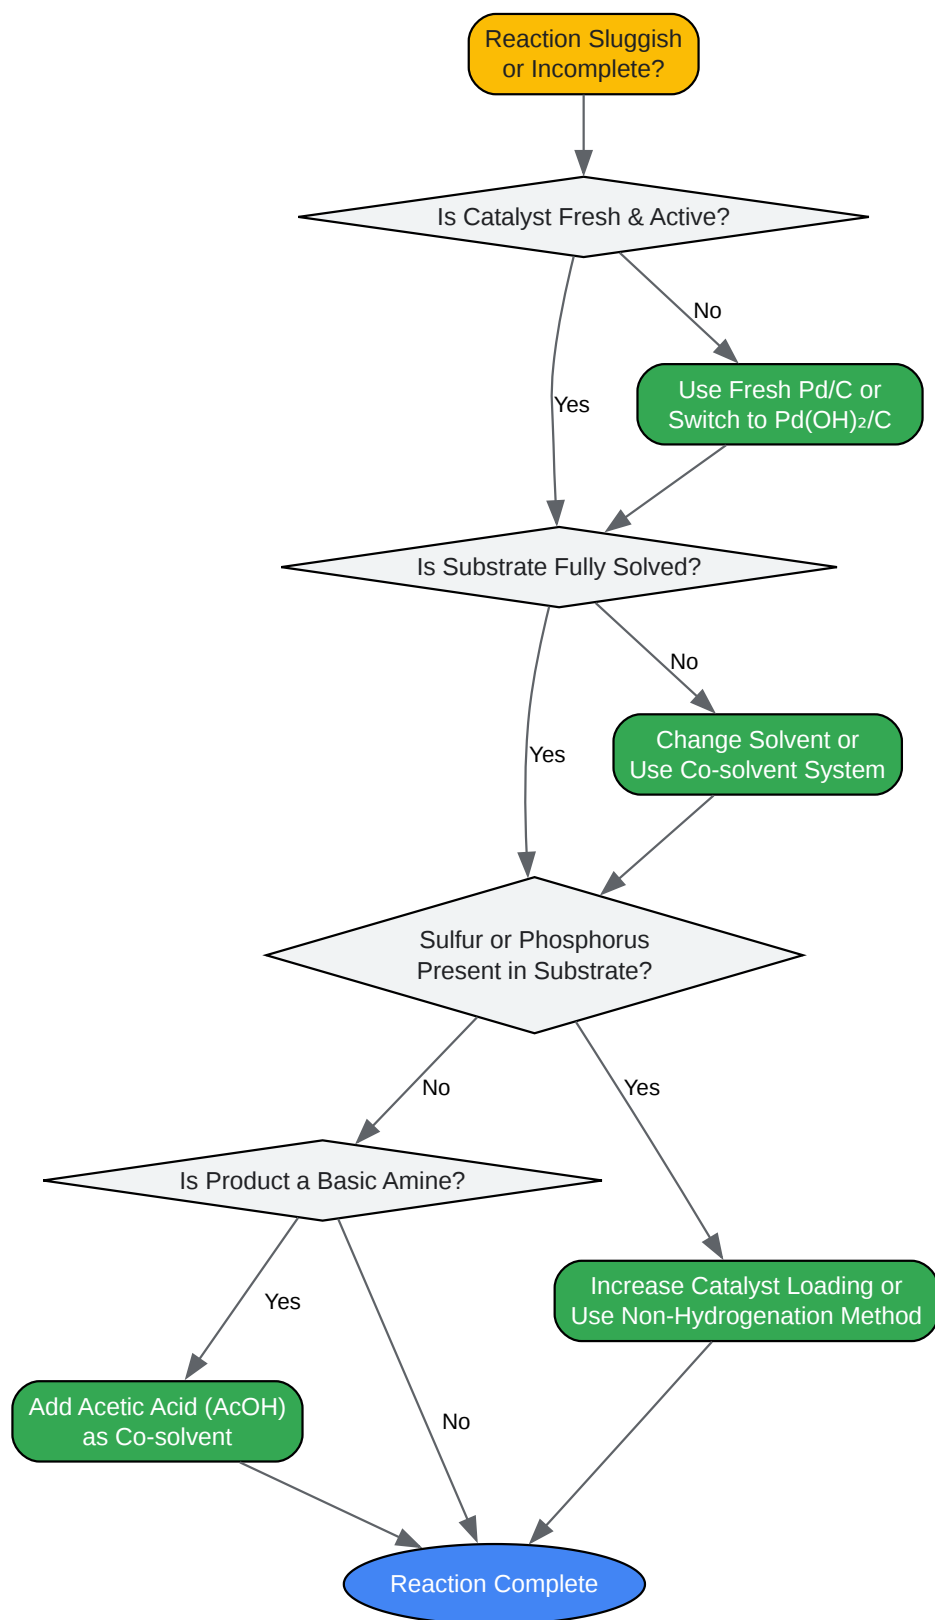 Reaction Sluggish
or Incomplete?
Is Catalyst Fresh & Active?
No
Use Fresh Pd/C or
Switch to Pd(OH)₂/C
Yes
Is Substrate Fully Solved?
No
Change Solvent or
Use Co-solvent System
Yes
Sulfur or Phosphorus
Present in Substrate?
No
Yes
Is Product a Basic Amine?
Increase Catalyst Loading or
Use Non-Hydrogenation Method
Yes
Add Acetic Acid (AcOH)
as Co-solvent
No
Reaction Complete